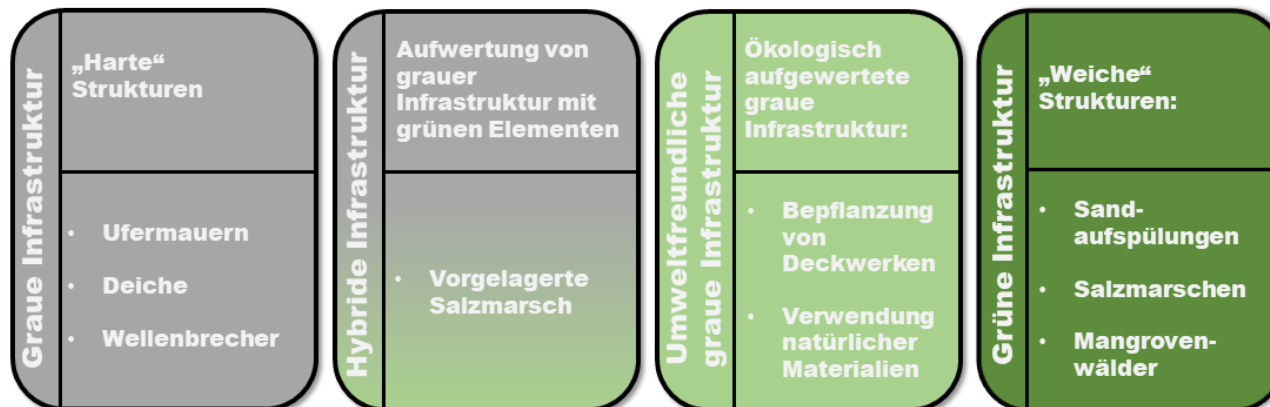 Graue Infrastruktur
„Harte“
Strukturen
• Ufermauern
• Deiche
• Wellenbrecher
Hybride Infrastruktur
Aufwertung von
grauer
Infrastruktur mit
grünen Elementen
• Vorgelagerte
Salzmarsch
Umweltfreundliche
graue Infrastruktur
Ökologisch
aufgewertete
graue
Infrastruktur:
• Bepflanzung
von
Deckwerken
• Verwendung
natürlicher
Materialien
Grüne Infrastruktur
„Weiche“
Strukturen:
• Sand-
aufspülungen
• Salzmarschen
• Mangroven-
wälder